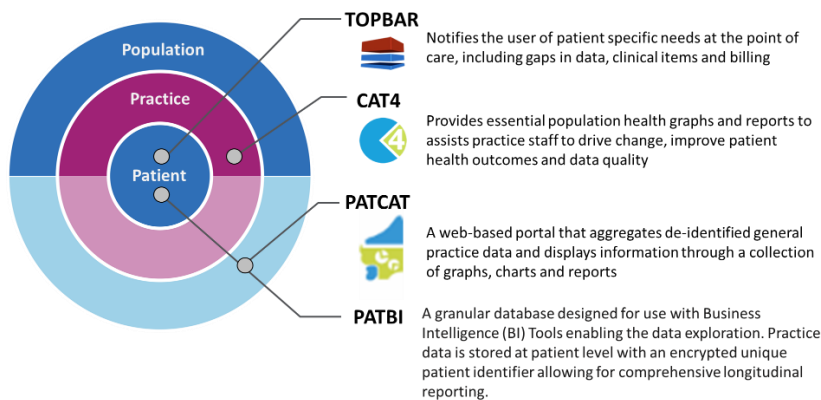 Population
Practice
Patient
TOPBAR
Notifies the user of patient specific needs at the point of
care, including gaps in data, clinical items and billing
CAT4
4
Provides essential population health graphs and reports to
assists practice staff to drive change, improve patient
health outcomes and data quality
PATCAT
A web-based portal that aggregates de-identified general
practice data and displays information through a collection
of graphs, charts and reports
PATBI
A granular database designed for use with Business
Intelligence (BI) Tools enabling the data exploration. Practice
data is stored at patient level with an encrypted unique
patient identifier allowing for comprehensive longitudinal
reporting.